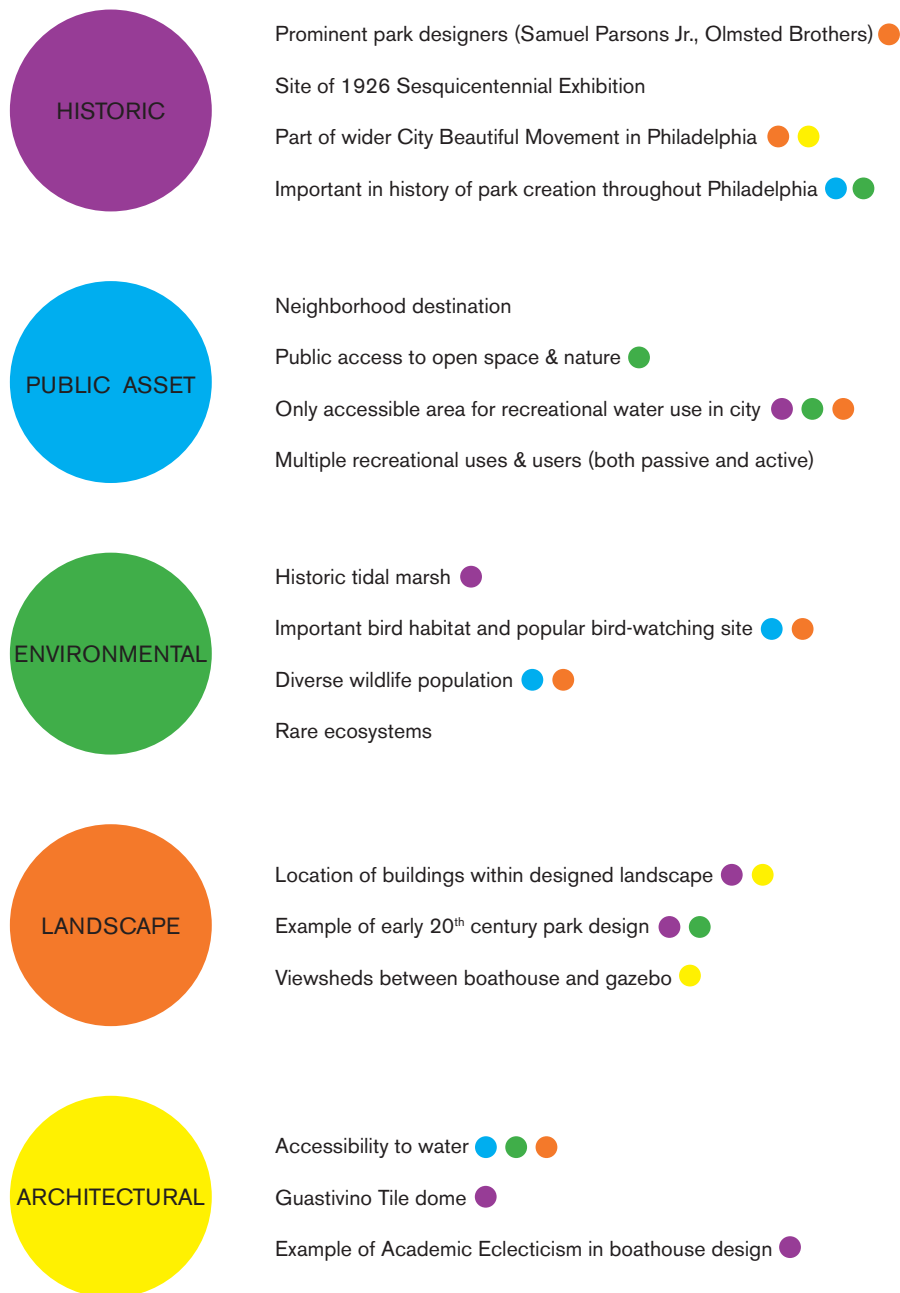 HISTORIC
Prominent park designers (Samuel Parsons Jr., Olmsted Brothers)
Site of 1926 Sesquicentennial Exhibition
Part of wider City Beautiful Movement in Philadelphia
Important in history of park creation throughout Philadelphia
PUBLIC ASSET
Neighborhood destination
Public access to open space & nature
Only accessible area for recreational water use in city
Multiple recreational uses & users (both passive and active)
ENVIRONMENTAL
Historic tidal marsh
Important bird habitat and popular bird-watching site
Diverse wildlife population
Rare ecosystems
LANDSCAPE
Location of buildings within designed landscape
Example of early 20th century park design
Viewsheds between boathouse and gazebo
ARCHITECTURAL
Accessibility to water
Guastivino Tile dome
Example of Academic Eclecticism in boathouse design